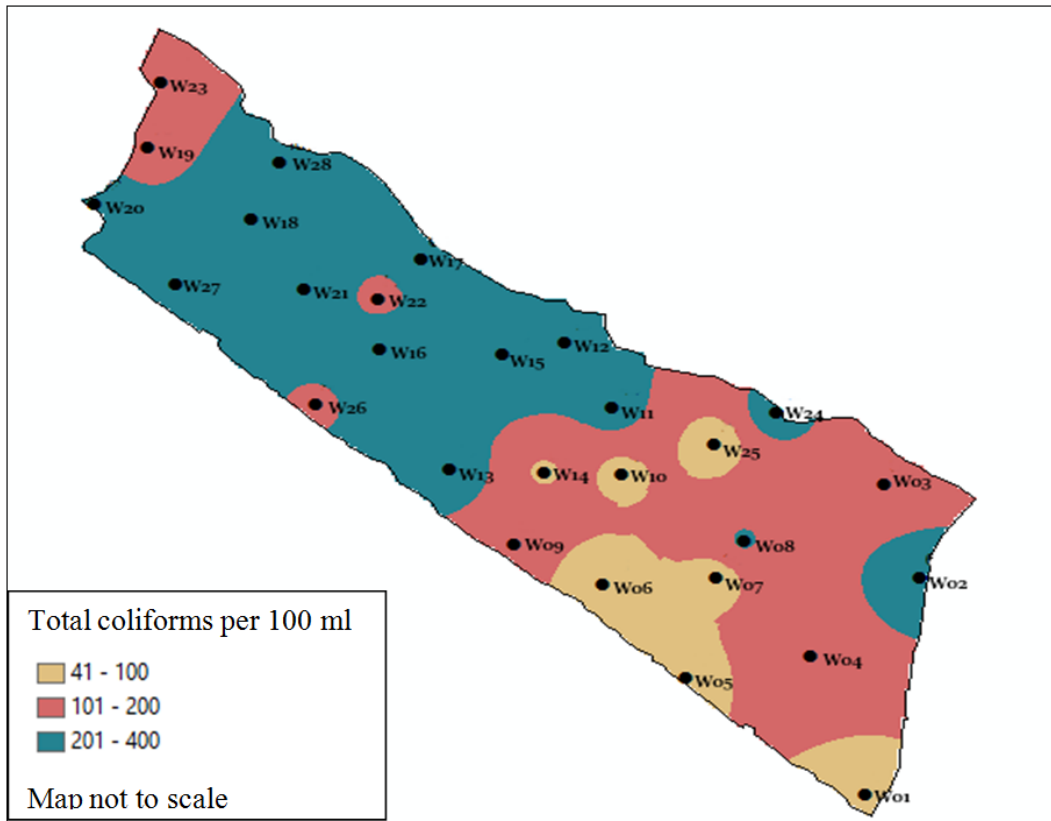 W23
W19
W28
W20
W18
W17
W27
W21
W22
W12
W16
W15
W26
W11
W24
W25
W13
W14
W10
W03
W09
W08
W06
W07
W02
W04
W05
W01
Total coliforms per 100 ml
41 - 100
101 - 200
201 - 400
Map not to scale